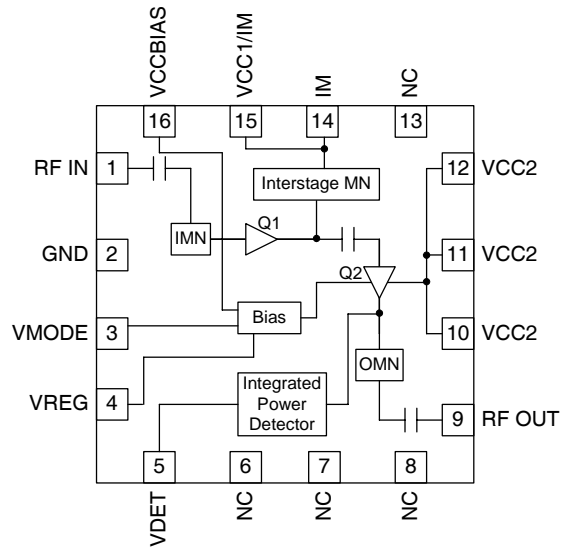 VCCBIAS
VCC1/IM
IM
NC
16
15
14
13
RF IN
1
12
VCC2
Interstage MN
Q1
IMN
GND
2
11
VCC2
Q2
VMODE
3
Bias
10
VCC2
OMN
VREG
4
Integrated
Power
Detector
9
RF OUT
5
6
7
8
VDET
NC
NC
NC